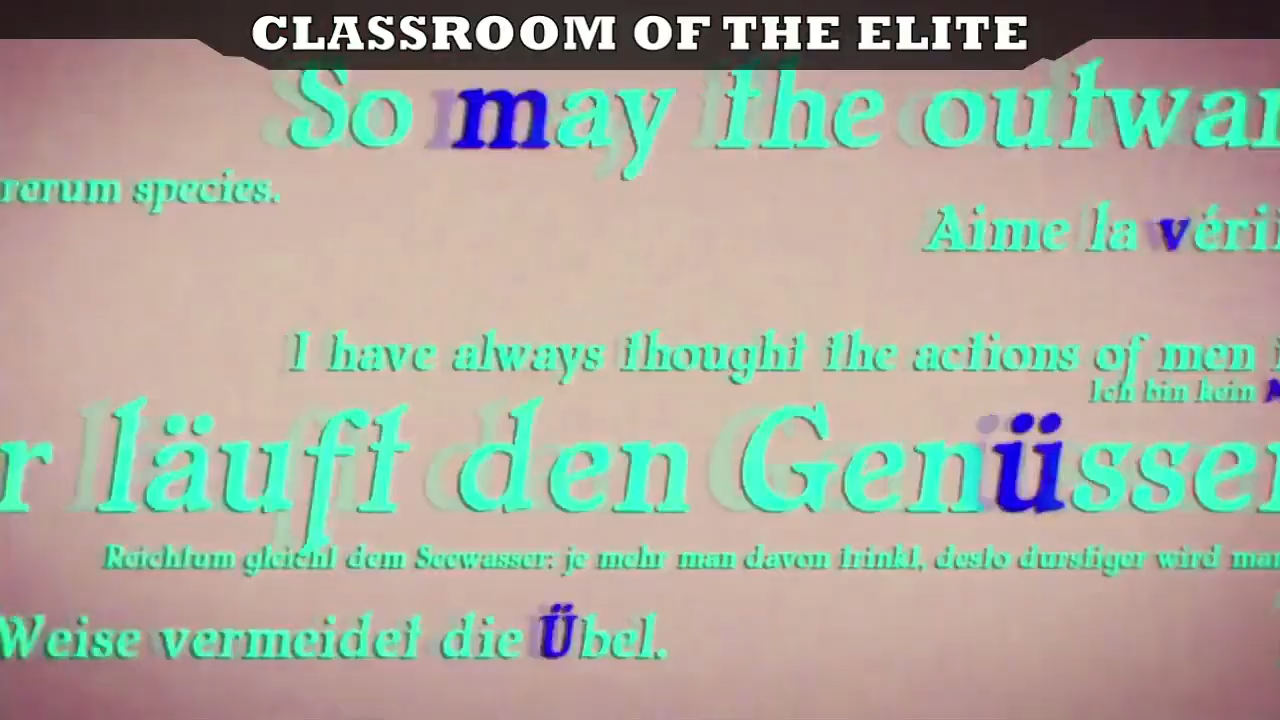 CLASSROOM OF THE ELITE
So may the outwar
rerum species.
Aime la véri
I have always thought the actions of men i
Ich bin kein
r läuft den Genüsse
Reichtum gleicht dem Seewasser: je mehr man davon trinkt, desto durstiger wird man
Weise vermeidet die Übel.